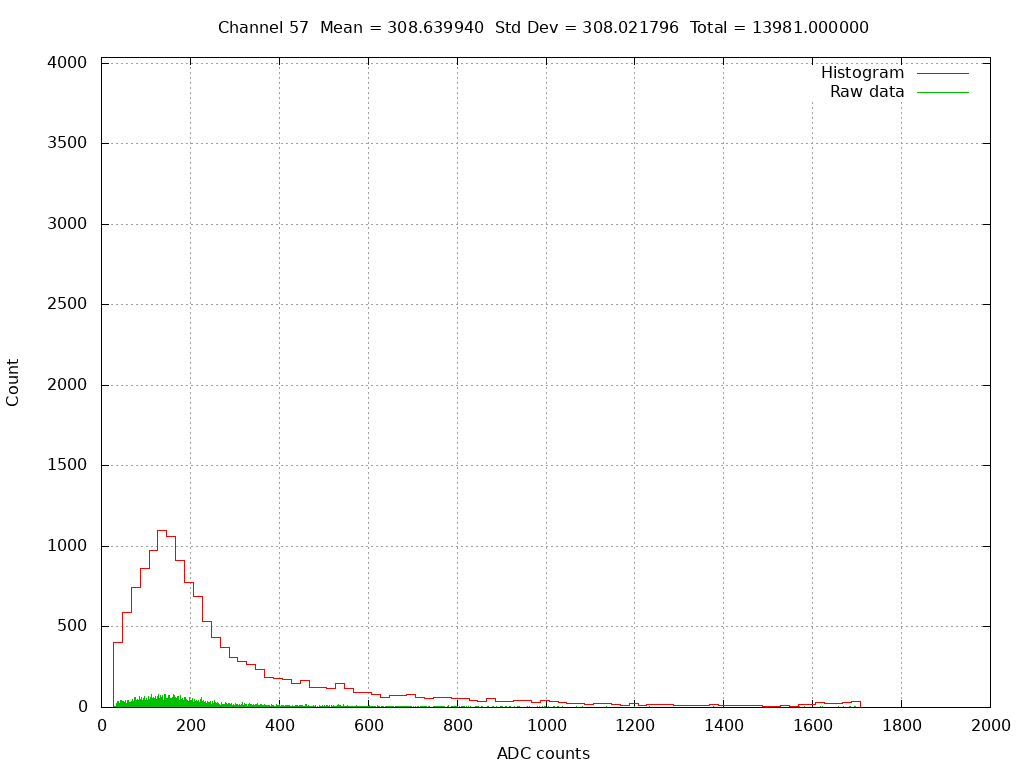 Channel 57  Mean = 308.639940  Std Dev = 308.021796  Total = 13981.000000
Histogram
Raw data
4000
3500
3000
2500
2000
1500
1000
500
0
Count
0 200 400 600 800 1000 1200 1400 1600 1800 2000
ADC counts